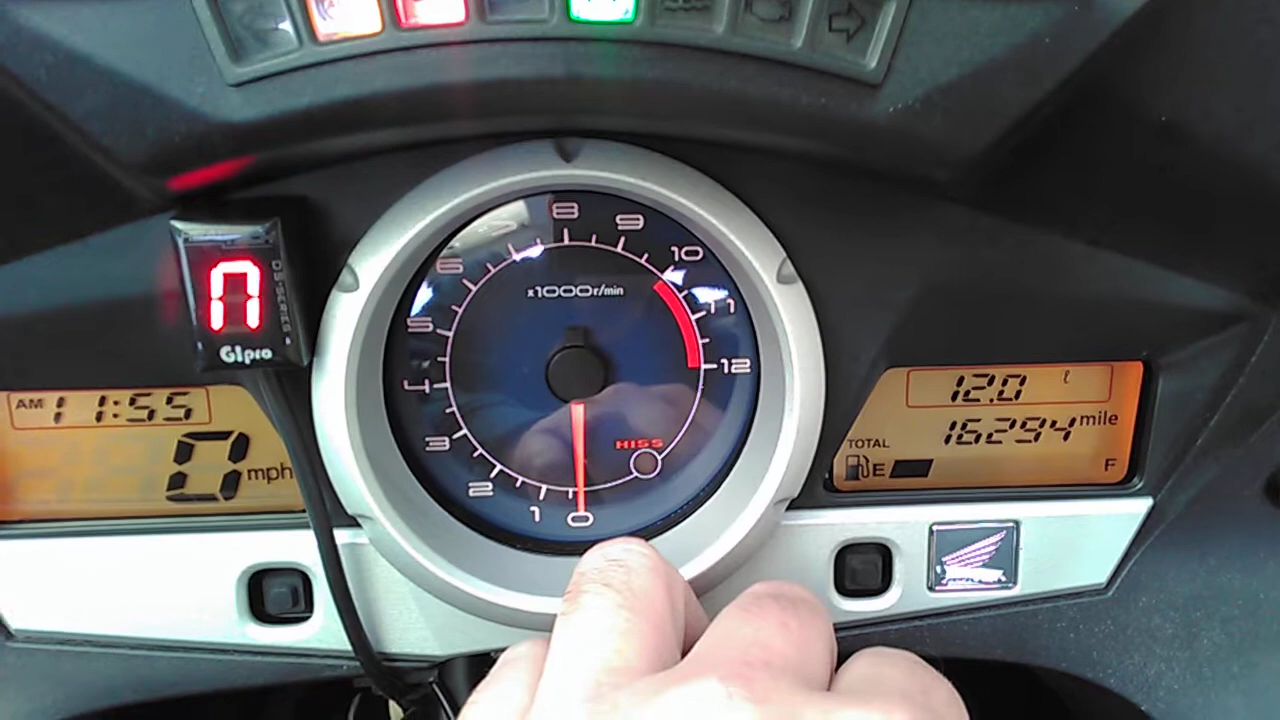 n
DS-SERIES
GIpro
AM 11:55
0 mph
x1000r/min
0
1
2
3
4
5
6
7
8
9
10
11
12
HISS
12.0 ℓ
16294 mile
TOTAL
E
F